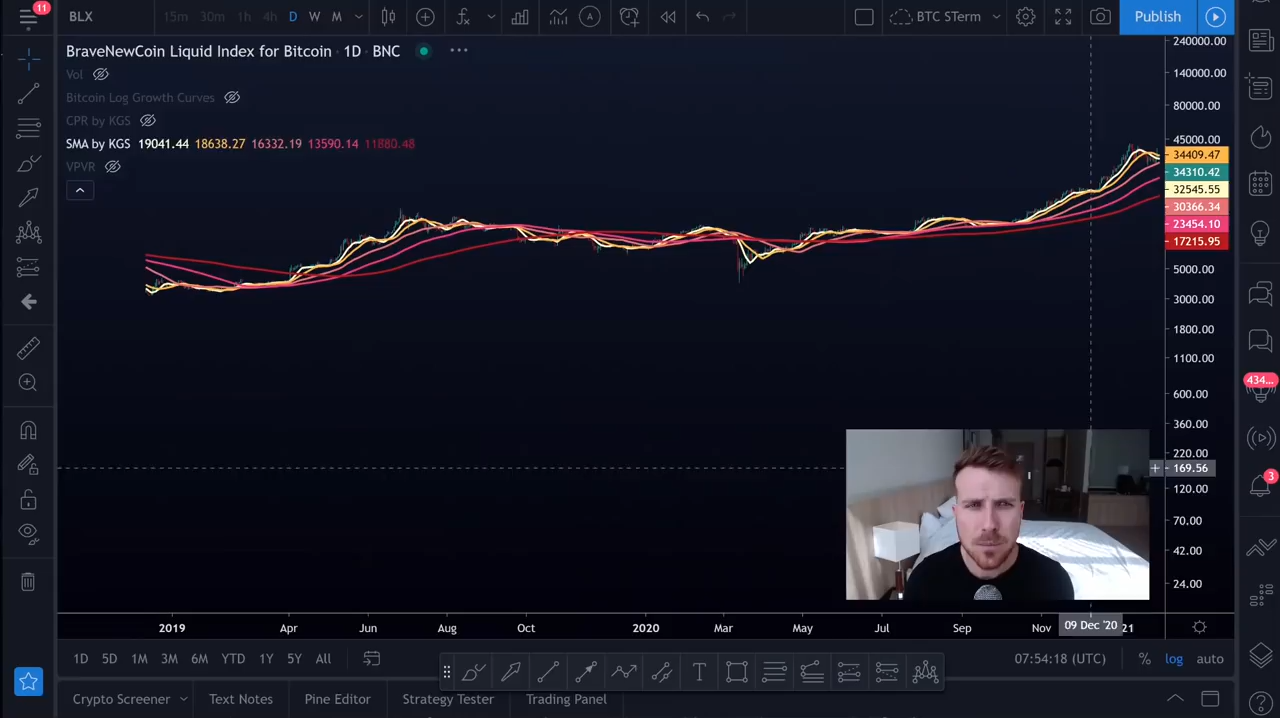 11
BLX 15m 30m 1h 4h D W M BTC STerm Publish
BraveNewCoin Liquid Index for Bitcoin · 1D · BNC
Vol
Bitcoin Log Growth Curves
CPR by KGS
SMA by KGS 19041.44 18638.27 16332.19 13590.14 11880.48
VPVR
240000.00
140000.00
80000.00
45000.00
34409.47
34310.42
32545.55
30366.34
23454.10
17215.95
5000.00
3000.00
1800.00
1100.00
600.00
360.00
220.00
169.56
120.00
70.00
42.00
24.00
434...
3
2019 Apr Jun Aug Oct 2020 Mar May Jul Sep Nov 09 Dec '20 21
1D 5D 1M 3M 6M YTD 1Y 5Y All 07:54:18 (UTC) % log auto
Crypto Screener Text Notes Pine Editor Strategy Tester Trading Panel